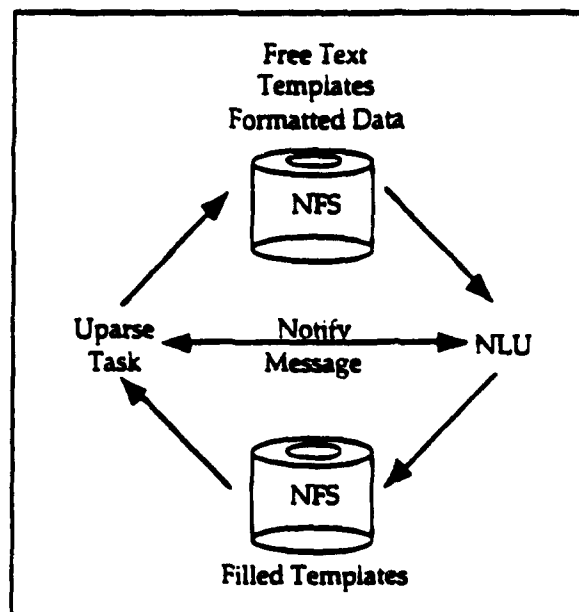 Free Text
Templates
Formatted Data
NFS
Uparse
Task
Notify
Message
NLU
NFS
Filled Templates